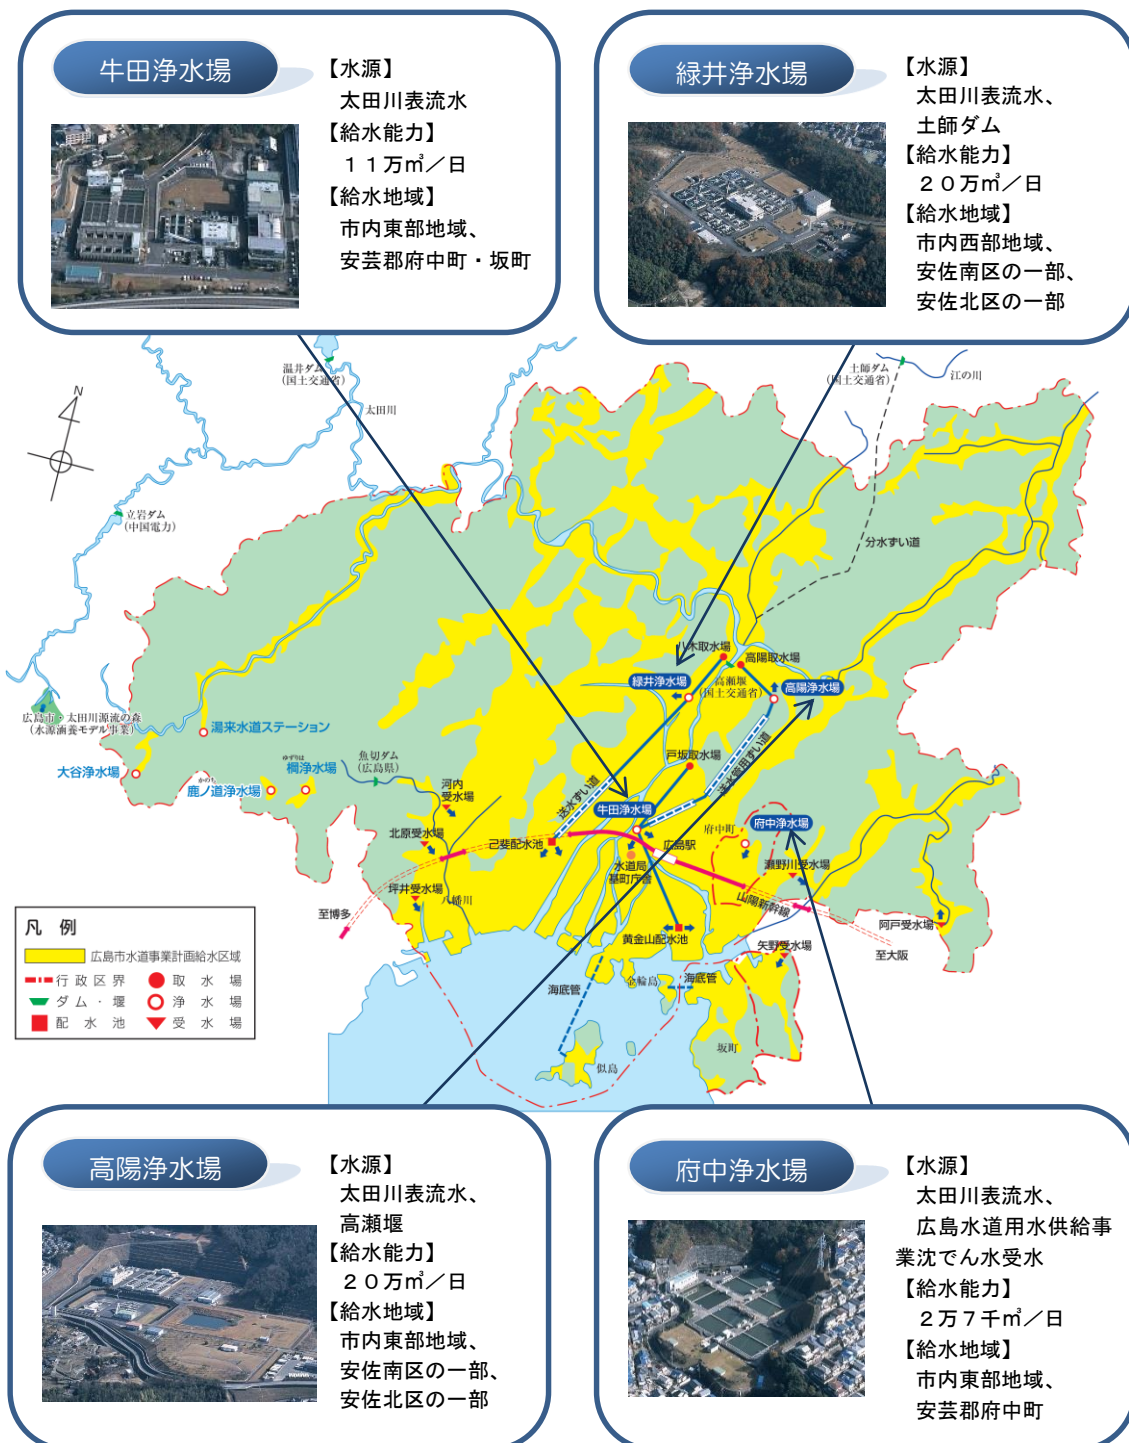 牛田浄水場
【水源】
太田川表流水
【給水能力】
１１万㎥／日
【給水地域】
市内東部地域、
安芸郡府中町・坂町
緑井浄水場
【水源】
太田川表流水、
土師ダム
【給水能力】
２０万㎥／日
【給水地域】
市内西部地域、
安佐南区の一部、
安佐北区の一部
温井ダム
(国土交通省)
太田川
土師ダム
(国土交通省)
江の川
N
立岩ダム
(中国電力)
分水ずい道
八木取水場
高陽取水場
緑井浄水場
高瀬堰
(国土交通省)
高陽浄水場
広島市・太田川源流の森
(水源涵養モデル事業)
湯来水道ステーション
戸坂取水場
送水管用ずい道
大谷浄水場
かのち
鹿ノ道浄水場
ゆずりは
櫚浄水場
魚切ダム
(広島県)
河内
受水場
送水ずい道
牛田浄水場
府中町
府中浄水場
北原受水場
己斐配水池
広島駅
水道局
基町庁舎
瀬野川受水場
坪井受水場
八幡川
至博多
山陽新幹線
阿戸受水場
黄金山配水池
矢野受水場
至大阪
海底管
金輪島
海底管
坂町
似島
凡　例
広島市水道事業計画給水区域
行政区界
取水場
ダム・堰
浄水場
配水池
受水場
高陽浄水場
【水源】
太田川表流水、
高瀬堰
【給水能力】
２０万㎥／日
【給水地域】
市内東部地域、
安佐南区の一部、
安佐北区の一部
府中浄水場
【水源】
太田川表流水、
広島水道用水供給事
業沈でん水受水
【給水能力】
２万７千㎥／日
【給水地域】
市内東部地域、
安芸郡府中町